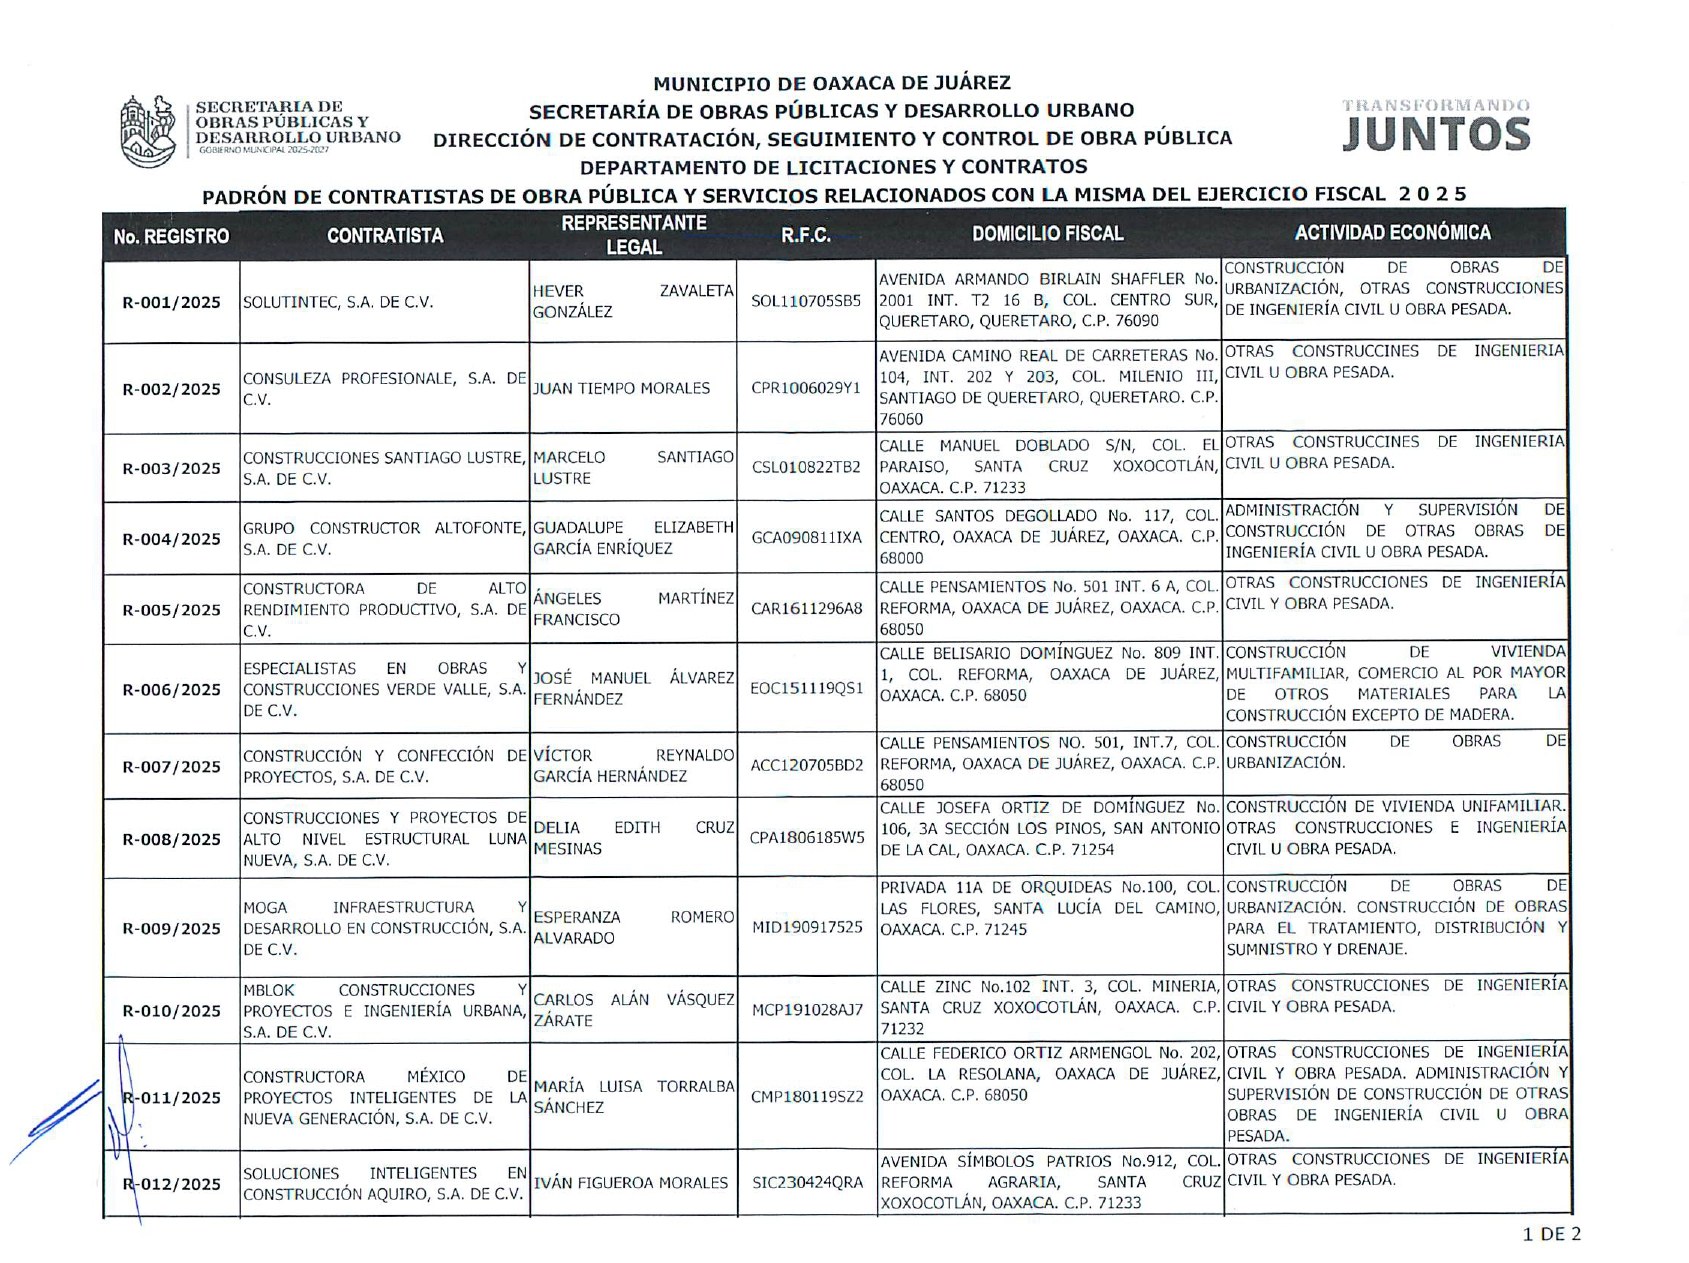 MUNICIPIO DE OAXACA DE JUÁREZ
SECRETARÍA DE OBRAS PÚBLICAS Y DESARROLLO URBANO
DIRECCIÓN DE CONTRATACIÓN, SEGUIMIENTO Y CONTROL DE OBRA PÚBLICA
DEPARTAMENTO DE LICITACIONES Y CONTRATOS
PADRÓN DE CONTRATISTAS DE OBRA PÚBLICA Y SERVICIOS RELACIONADOS CON LA MISMA DEL EJERCICIO FISCAL 2 0 2 5
SECRETARIA DE
OBRAS PÚBLICAS Y
DESARROLLO URBANO
GOBIERNO MUNICIPAL 2025-2027
TRANSFORMANDO
JUNTOS
No. REGISTRO
CONTRATISTA
REPRESENTANTE
LEGAL
R.F.C.
DOMICILIO FISCAL
ACTIVIDAD ECONÓMICA
R-001/2025
SOLUTINTEC, S.A. DE C.V.
HEVER ZAVALETA
GONZÁLEZ
SOL110705SB5
AVENIDA ARMANDO BIRLAIN SHAFFLER No.
2001 INT. T2 16 B, COL. CENTRO SUR,
QUERETARO, QUERETARO, C.P. 76090
CONSTRUCCIÓN DE OBRAS DE
URBANIZACIÓN, OTRAS CONSTRUCCIONES
DE INGENIERÍA CIVIL U OBRA PESADA.
R-002/2025
CONSULEZA PROFESIONALE, S.A. DE
C.V.
JUAN TIEMPO MORALES
CPR1006029Y1
AVENIDA CAMINO REAL DE CARRETERAS No.
104, INT. 202 Y 203, COL. MILENIO III,
SANTIAGO DE QUERETARO, QUERETARO. C.P.
76060
OTRAS CONSTRUCCINES DE INGENIERIA
CIVIL U OBRA PESADA.
R-003/2025
CONSTRUCCIONES SANTIAGO LUSTRE,
S.A. DE C.V.
MARCELO SANTIAGO
LUSTRE
CSL010822TB2
CALLE MANUEL DOBLADO S/N, COL. EL
PARAISO, SANTA CRUZ XOXOCOTLÁN,
OAXACA. C.P. 71233
OTRAS CONSTRUCCINES DE INGENIERIA
CIVIL U OBRA PESADA.
R-004/2025
GRUPO CONSTRUCTOR ALTOFONTE,
S.A. DE C.V.
GUADALUPE ELIZABETH
GARCÍA ENRÍQUEZ
GCA090811IXA
CALLE SANTOS DEGOLLADO No. 117, COL.
CENTRO, OAXACA DE JUÁREZ, OAXACA. C.P.
68000
ADMINISTRACIÓN Y SUPERVISIÓN DE
CONSTRUCCIÓN DE OTRAS OBRAS DE
INGENIERÍA CIVIL U OBRA PESADA.
R-005/2025
CONSTRUCTORA DE ALTO
RENDIMIENTO PRODUCTIVO, S.A. DE
C.V.
ÁNGELES MARTÍNEZ
FRANCISCO
CAR1611296A8
CALLE PENSAMIENTOS No. 501 INT. 6 A, COL.
REFORMA, OAXACA DE JUÁREZ, OAXACA. C.P.
68050
OTRAS CONSTRUCCIONES DE INGENIERÍA
CIVIL Y OBRA PESADA.
R-006/2025
ESPECIALISTAS EN OBRAS Y
CONSTRUCCIONES VERDE VALLE, S.A.
DE C.V.
JOSÉ MANUEL ÁLVAREZ
FERNÁNDEZ
EOC151119QS1
CALLE BELISARIO DOMÍNGUEZ No. 809 INT.
1, COL. REFORMA, OAXACA DE JUÁREZ,
OAXACA. C.P. 68050
CONSTRUCCIÓN DE VIVIENDA
MULTIFAMILIAR, COMERCIO AL POR MAYOR
DE OTROS MATERIALES PARA LA
CONSTRUCCIÓN EXCEPTO DE MADERA.
R-007/2025
CONSTRUCCIÓN Y CONFECCIÓN DE
PROYECTOS, S.A. DE C.V.
VÍCTOR REYNALDO
GARCÍA HERNÁNDEZ
ACC120705BD2
CALLE PENSAMIENTOS NO. 501, INT.7, COL.
REFORMA, OAXACA DE JUÁREZ, OAXACA. C.P.
68050
CONSTRUCCIÓN DE OBRAS DE
URBANIZACIÓN.
R-008/2025
CONSTRUCCIONES Y PROYECTOS DE
ALTO NIVEL ESTRUCTURAL LUNA
NUEVA, S.A. DE C.V.
DELIA EDITH CRUZ
MESINAS
CPA1806185W5
CALLE JOSEFA ORTIZ DE DOMÍNGUEZ No.
106, 3A SECCIÓN LOS PINOS, SAN ANTONIO
DE LA CAL, OAXACA. C.P. 71254
CONSTRUCCIÓN DE VIVIENDA UNIFAMILIAR.
OTRAS CONSTRUCCIONES E INGENIERÍA
CIVIL U OBRA PESADA.
R-009/2025
MOGA INFRAESTRUCTURA Y
DESARROLLO EN CONSTRUCCIÓN, S.A.
DE C.V.
ESPERANZA ROMERO
ALVARADO
MID190917525
PRIVADA 11A DE ORQUIDEAS No.100, COL.
LAS FLORES, SANTA LUCÍA DEL CAMINO,
OAXACA. C.P. 71245
CONSTRUCCIÓN DE OBRAS DE
URBANIZACIÓN. CONSTRUCCIÓN DE OBRAS
PARA EL TRATAMIENTO, DISTRIBUCIÓN Y
SUMNISTRO Y DRENAJE.
R-010/2025
MBLOK CONSTRUCCIONES Y
PROYECTOS E INGENIERÍA URBANA,
S.A. DE C.V.
CARLOS ALÁN VÁSQUEZ
ZÁRATE
MCP191028AJ7
CALLE ZINC No.102 INT. 3, COL. MINERIA,
SANTA CRUZ XOXOCOTLÁN, OAXACA. C.P.
71232
OTRAS CONSTRUCCIONES DE INGENIERÍA
CIVIL Y OBRA PESADA.
R-011/2025
CONSTRUCTORA MÉXICO DE
PROYECTOS INTELIGENTES DE LA
NUEVA GENERACIÓN, S.A. DE C.V.
MARÍA LUISA TORRALBA
SÁNCHEZ
CMP180119SZ2
CALLE FEDERICO ORTIZ ARMENGOL No. 202,
COL. LA RESOLANA, OAXACA DE JUÁREZ,
OAXACA. C.P. 68050
OTRAS CONSTRUCCIONES DE INGENIERÍA
CIVIL Y OBRA PESADA. ADMINISTRACIÓN Y
SUPERVISIÓN DE CONSTRUCCIÓN DE OTRAS
OBRAS DE INGENIERÍA CIVIL U OBRA
PESADA.
R-012/2025
SOLUCIONES INTELIGENTES EN
CONSTRUCCIÓN AQUIRO, S.A. DE C.V.
IVÁN FIGUEROA MORALES
SIC230424QRA
AVENIDA SÍMBOLOS PATRIOS No.912, COL.
REFORMA AGRARIA, SANTA CRUZ
XOXOCOTLÁN, OAXACA. C.P. 71233
OTRAS CONSTRUCCIONES DE INGENIERÍA
CIVIL Y OBRA PESADA.
1 DE 2